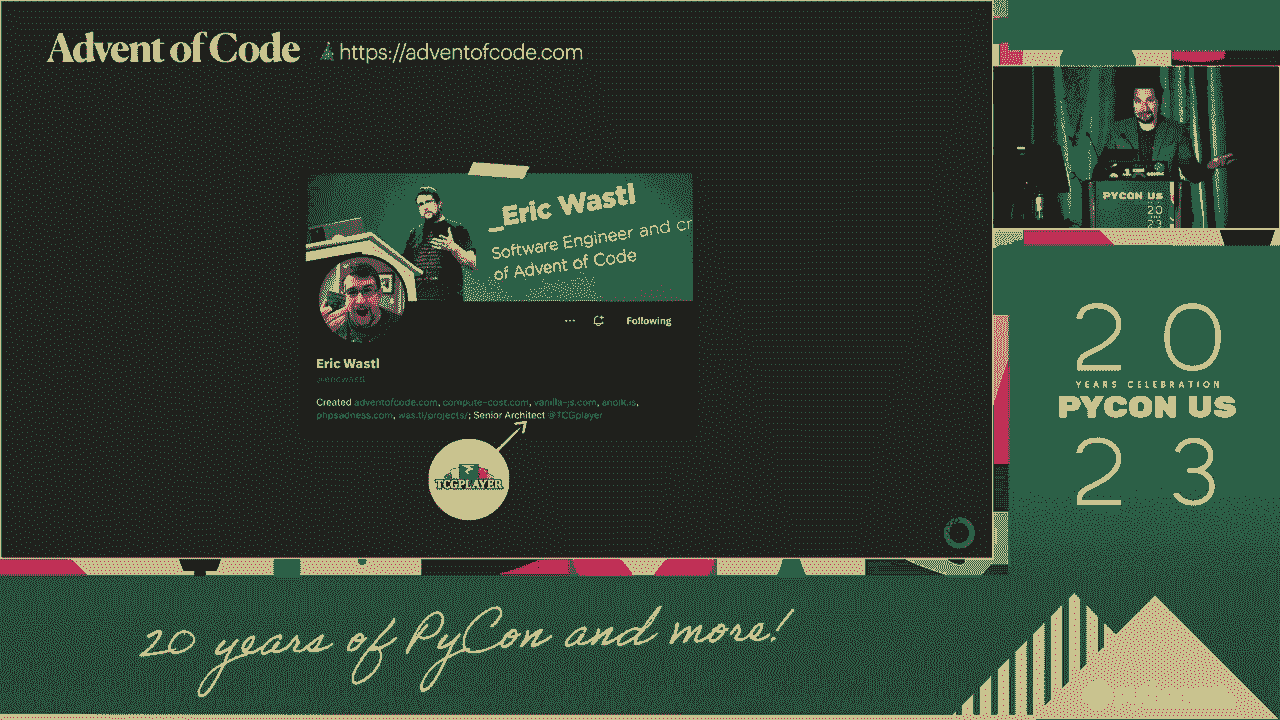 Advent of Code https://adventofcode.com
_Eric Wastl
Software Engineer and cr
of Advent of Code
Following
Eric Wastl
@ericwastl
Created adventofcode.com, compute-cost.com, vanilla-js.com, anoik.is,
phpsadness.com, was.tl/projects/; Senior Architect @TCGplayer
TCGPLAYER
PYCON US
20
23
20
YEARS CELEBRATION
PYCON US
23
20 years of PyCon and more!